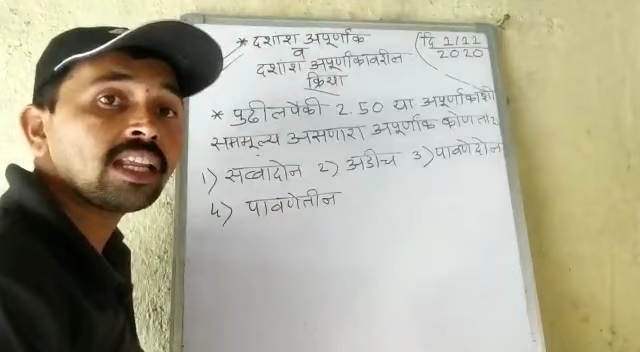 * दशांश अपूर्णांक
व
दशांश अपूर्णांकावरील
क्रिया
दि 2/12
2020
* पुढीलपैकी 2.50 या अपूर्णांकाशी
सममूल्य असणारा अपूर्णांक कोणता?
1) सव्वादोन 2) अडीच 3) पावणेदोन
4) पावणेतीन